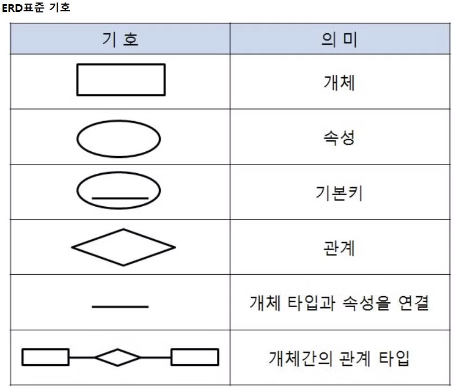 ERD표준 기호
기 호 의 미
개체
속성
기본키
관계
개체 타입과 속성을 연결
개체간의 관계 타입